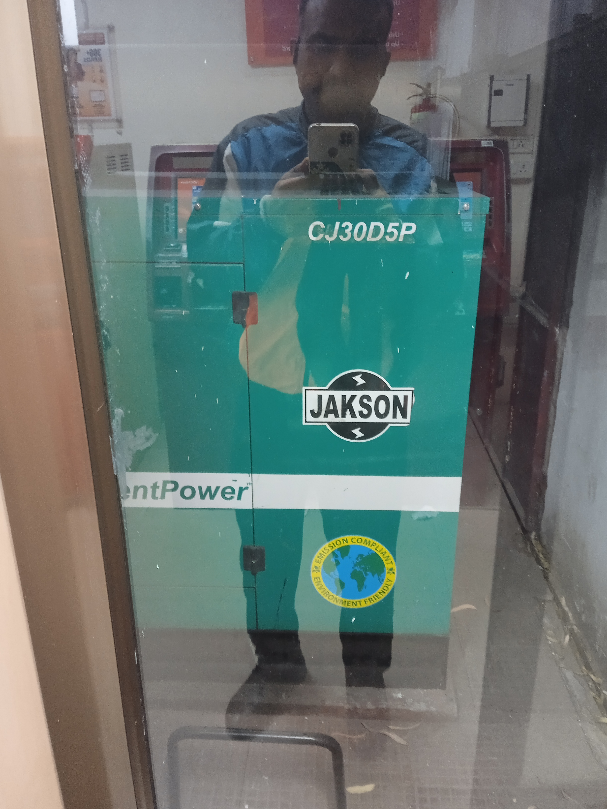 CJ30D5P
JAKSON
entPower
EMISSION COMPLIANT
ENVIRONMENT FRIENDLY